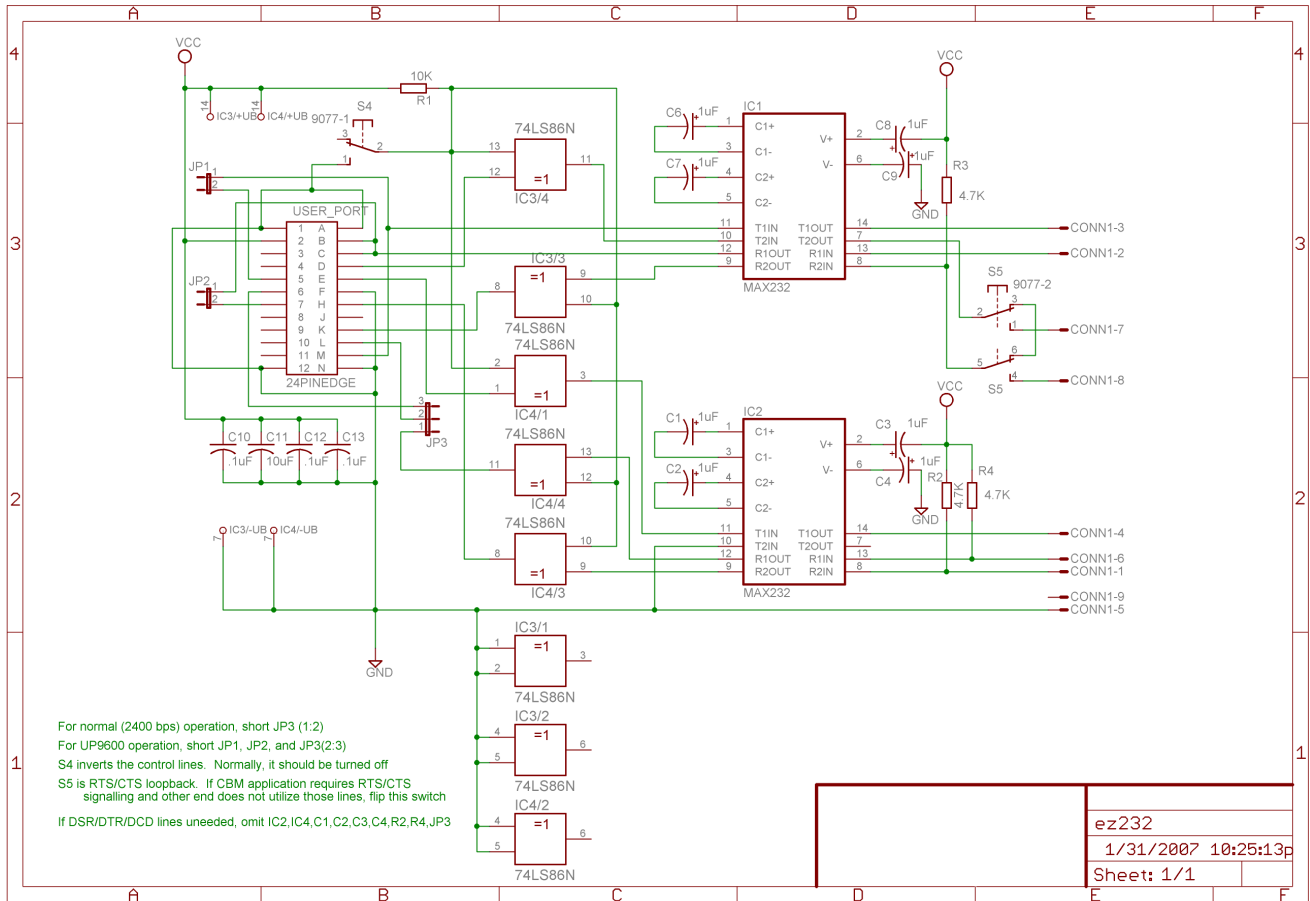 A B C D E F
4 4
VCC
10K
R1
14 IC3/+UB 14 IC4/+UB
9077-1
S4
3
2
1
JP1
1
2
USER_PORT
1 A
2 B
3 C
4 D
5 E
6 F
7 H
8 J
9 K
10 L
11 M
12 N
24PINEDGE
JP2
1
2
3
2
1
JP3
C10 C11 C12 C13
.1uF 10uF .1uF .1uF
7 IC3/-UB 7 IC4/-UB
GND
74LS86N
13 11
12
=1
IC3/4
IC3/3
=1 9
8 10
74LS86N
74LS86N
2 3
1
=1
IC4/1
74LS86N
11 13
12
=1
IC4/4
74LS86N
8 10
9
=1
IC4/3
IC3/1
1 =1
2 3
74LS86N
IC3/2
4 =1
5 6
74LS86N
IC4/2
4 =1
5 6
74LS86N
C6 + 1uF
C7 + 1uF
IC1
1 C1+ V+ 2
3 C1- V- 6
4 C2+
5 C2-
11 T1IN T1OUT 14
10 T2IN T2OUT 7
12 R1OUT R1IN 13
9 R2OUT R2IN 8
MAX232
C8 1uF
+
+ 1uF
C9
GND
VCC
R3
4.7K
CONN1-3
CONN1-2
S5
9077-2
3
2
1
CONN1-7
6
5
4
S5
CONN1-8
C1 + 1uF
C2 + 1uF
IC2
1 C1+ V+ 2
3 C1- V- 6
4 C2+
5 C2-
11 T1IN T1OUT 14
10 T2IN T2OUT 7
12 R1OUT R1IN 13
9 R2OUT R2IN 8
MAX232
C3 1uF
+
+ 1uF
C4
GND
VCC
R2
4.7K
R4
4.7K
CONN1-4
CONN1-6
CONN1-1
CONN1-9
CONN1-5
3 3
2 2
1 1
For normal (2400 bps) operation, short JP3 (1:2)
For UP9600 operation, short JP1, JP2, and JP3(2:3)
S4 inverts the control lines. Normally, it should be turned off
S5 is RTS/CTS loopback. If CBM application requires RTS/CTS
signalling and other end does not utilize those lines, flip this switch
If DSR/DTR/DCD lines uneeded, omit IC2,IC4,C1,C2,C3,C4,R2,R4,JP3
ez232
1/31/2007 10:25:13p
Sheet: 1/1
A B C D E F